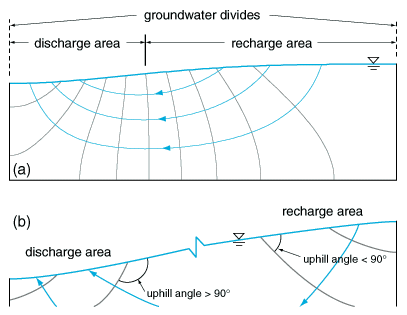 groundwater divides
discharge area
recharge area
(a)
(b)
recharge area
discharge area
uphill angle < 90°
uphill angle > 90°